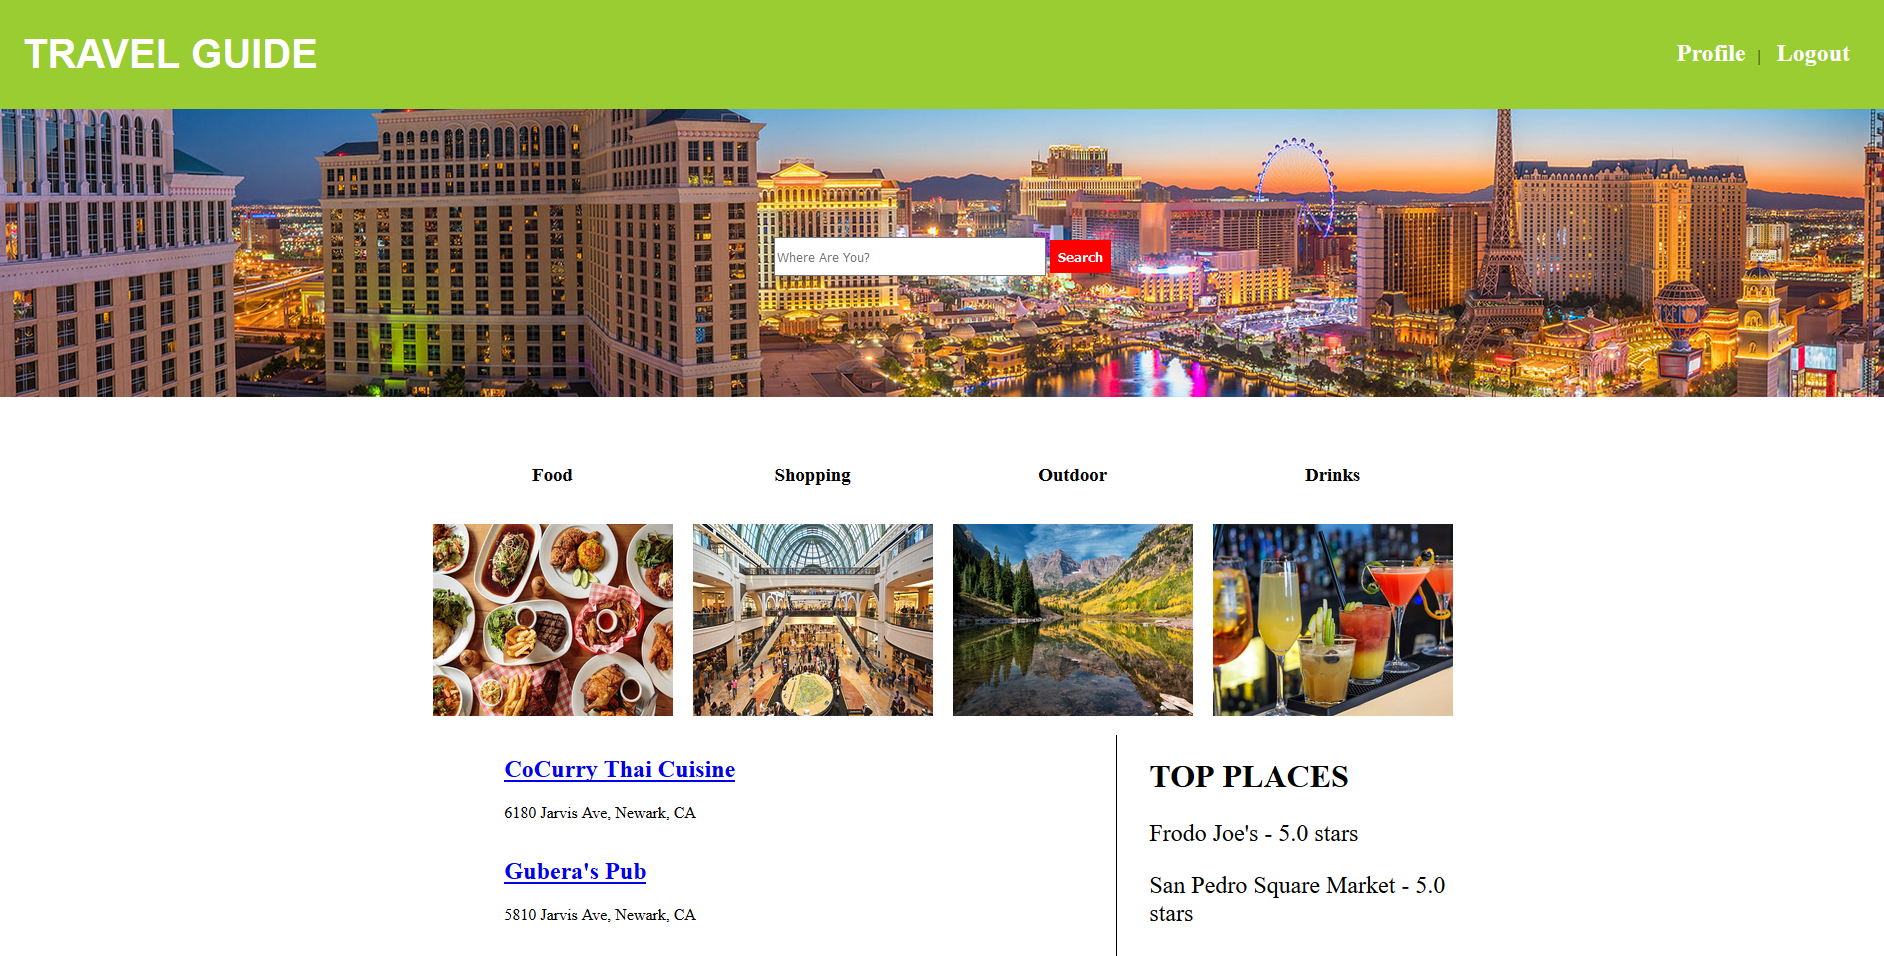 TRAVEL GUIDE
Profile | Logout
Where Are You? Search
Food Shopping Outdoor Drinks
CoCurry Thai Cuisine
6180 Jarvis Ave, Newark, CA
Gubera's Pub
5810 Jarvis Ave, Newark, CA
TOP PLACES
Frodo Joe's - 5.0 stars
San Pedro Square Market - 5.0
stars